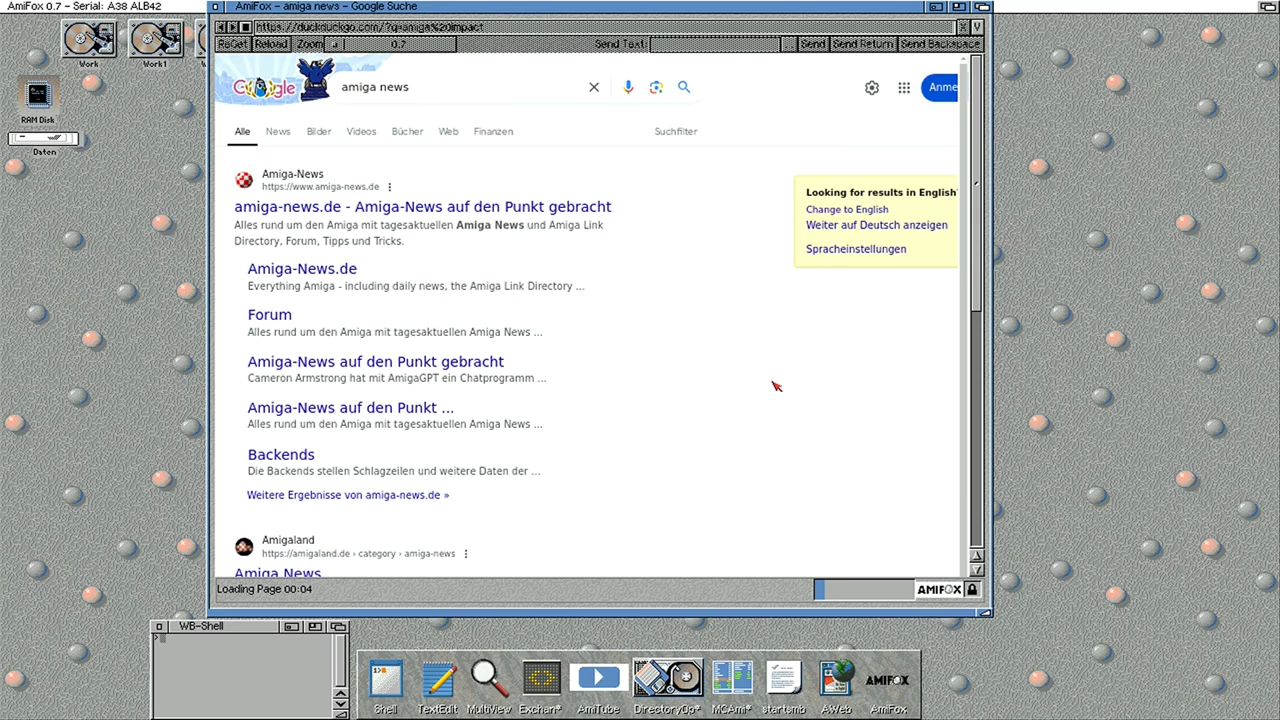 AmiFox 0.7 - Serial: A38 ALB42
AmiFox - amiga news - Google Suche
https://duckduckgo.com/?q=amiga%20impact
ReGet Reload Zoom 0.7 Send Text: Send Send Return Send Backspace
Work
Work1
RAM Disk
Daten
Google
amiga news
Anme
Alle News Bilder Videos Bücher Web Finanzen Suchfilter
Amiga-News
https://www.amiga-news.de
amiga-news.de - Amiga-News auf den Punkt gebracht
Alles rund um den Amiga mit tagesaktuellen Amiga News und Amiga Link
Directory, Forum, Tipps und Tricks.
Amiga-News.de
Everything Amiga - including daily news, the Amiga Link Directory ...
Forum
Alles rund um den Amiga mit tagesaktuellen Amiga News ...
Amiga-News auf den Punkt gebracht
Cameron Armstrong hat mit AmigaGPT ein Chatprogramm ...
Amiga-News auf den Punkt ...
Alles rund um den Amiga mit tagesaktuellen Amiga News ...
Backends
Die Backends stellen Schlagzeilen und weitere Daten der ...
Weitere Ergebnisse von amiga-news.de »
Looking for results in English?
Change to English
Weiter auf Deutsch anzeigen
Spracheinstellungen
Amigaland
https://amigaland.de › category › amiga-news
Amiga News
Loading Page 00:04
AMIFOX
WB-Shell
Shell
TextEdit
MultiView
Exchan*
AmiTube
DirectoryOp*
MCAmi*
startsmb
AWeb
AMIFOX
AmiFox